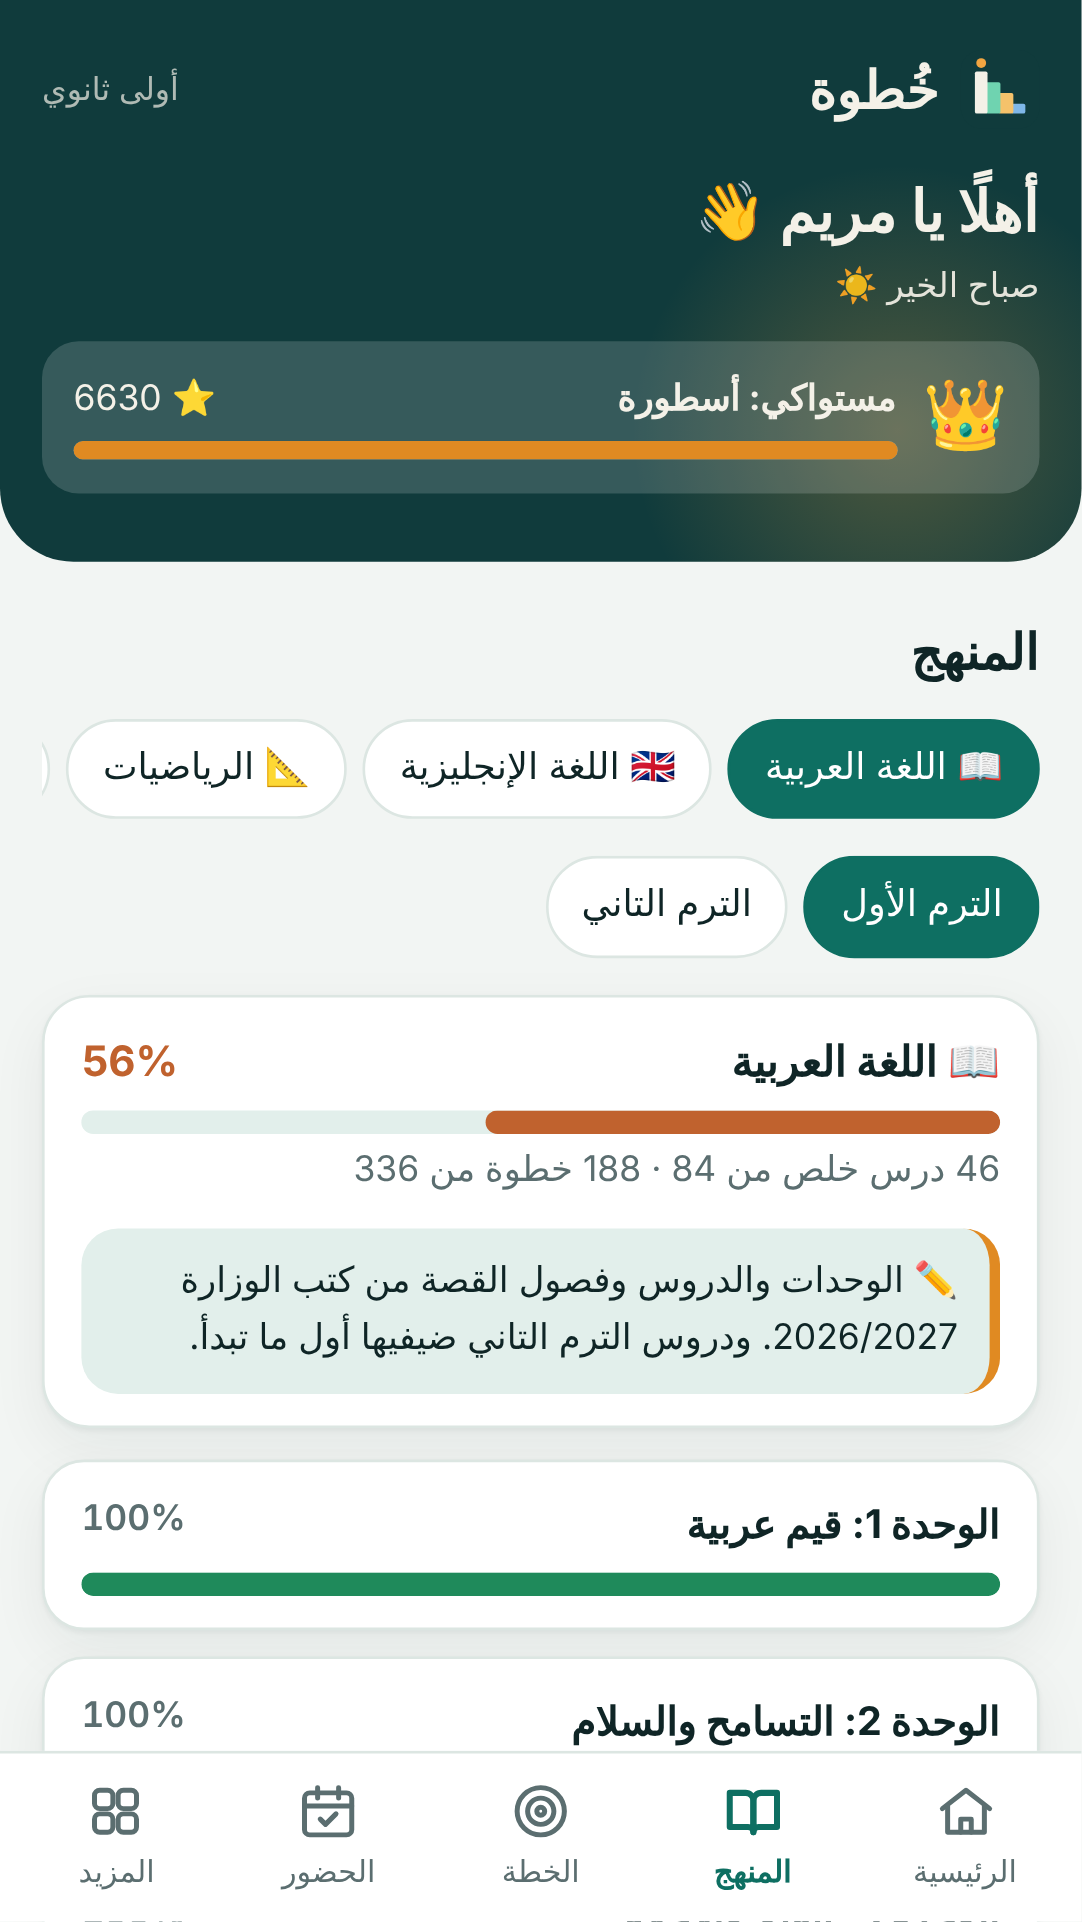 خُطوة
أولى ثانوي
أهلًا يا مريم 👋
صباح الخير ☀️
مستواكي: أسطورة
⭐ 6630
المنهج
📖 اللغة العربية
🇬🇧 اللغة الإنجليزية
📐 الرياضيات
الترم الأول
الترم التاني
📖 اللغة العربية
56%
46 درس خلص من 84 · 188 خطوة من 336
✏️ الوحدات والدروس وفصول القصة من كتب الوزارة
2026/2027. ودروس الترم التاني ضيفيها أول ما تبدأ.
الوحدة 1: قيم عربية
100%
الوحدة 2: التسامح والسلام
100%
الرئيسية
المنهج
الخطة
الحضور
المزيد